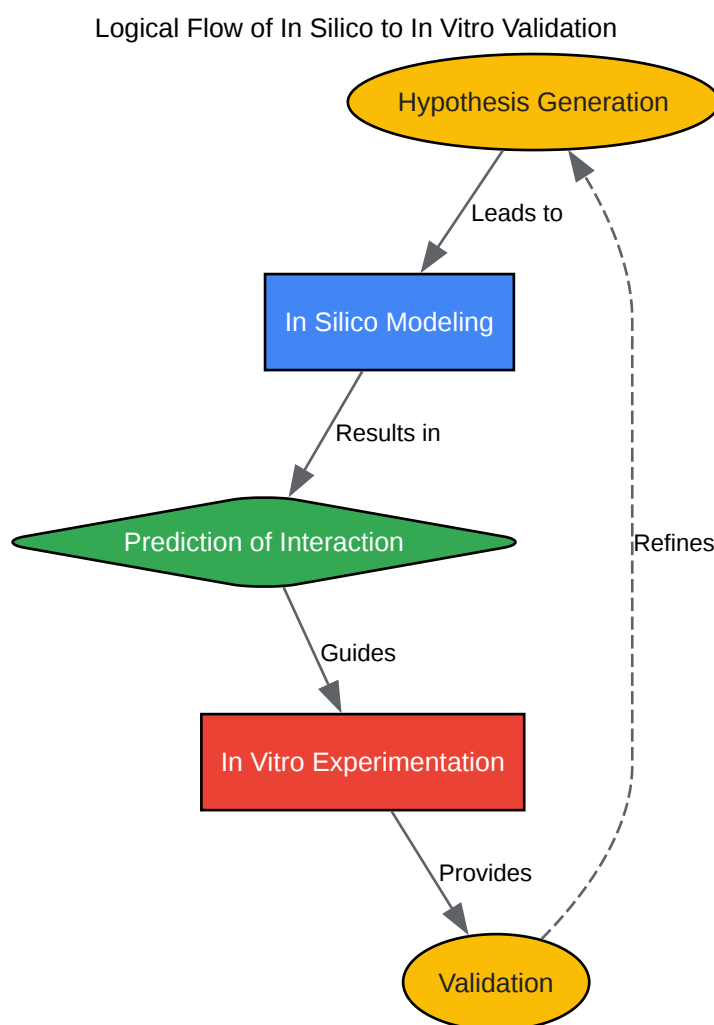 Logical Flow of In Silico to In Vitro Validation
Hypothesis Generation
Leads to
In Silico Modeling
Results in
Prediction of Interaction
Refines
Guides
In Vitro Experimentation
Provides
Validation